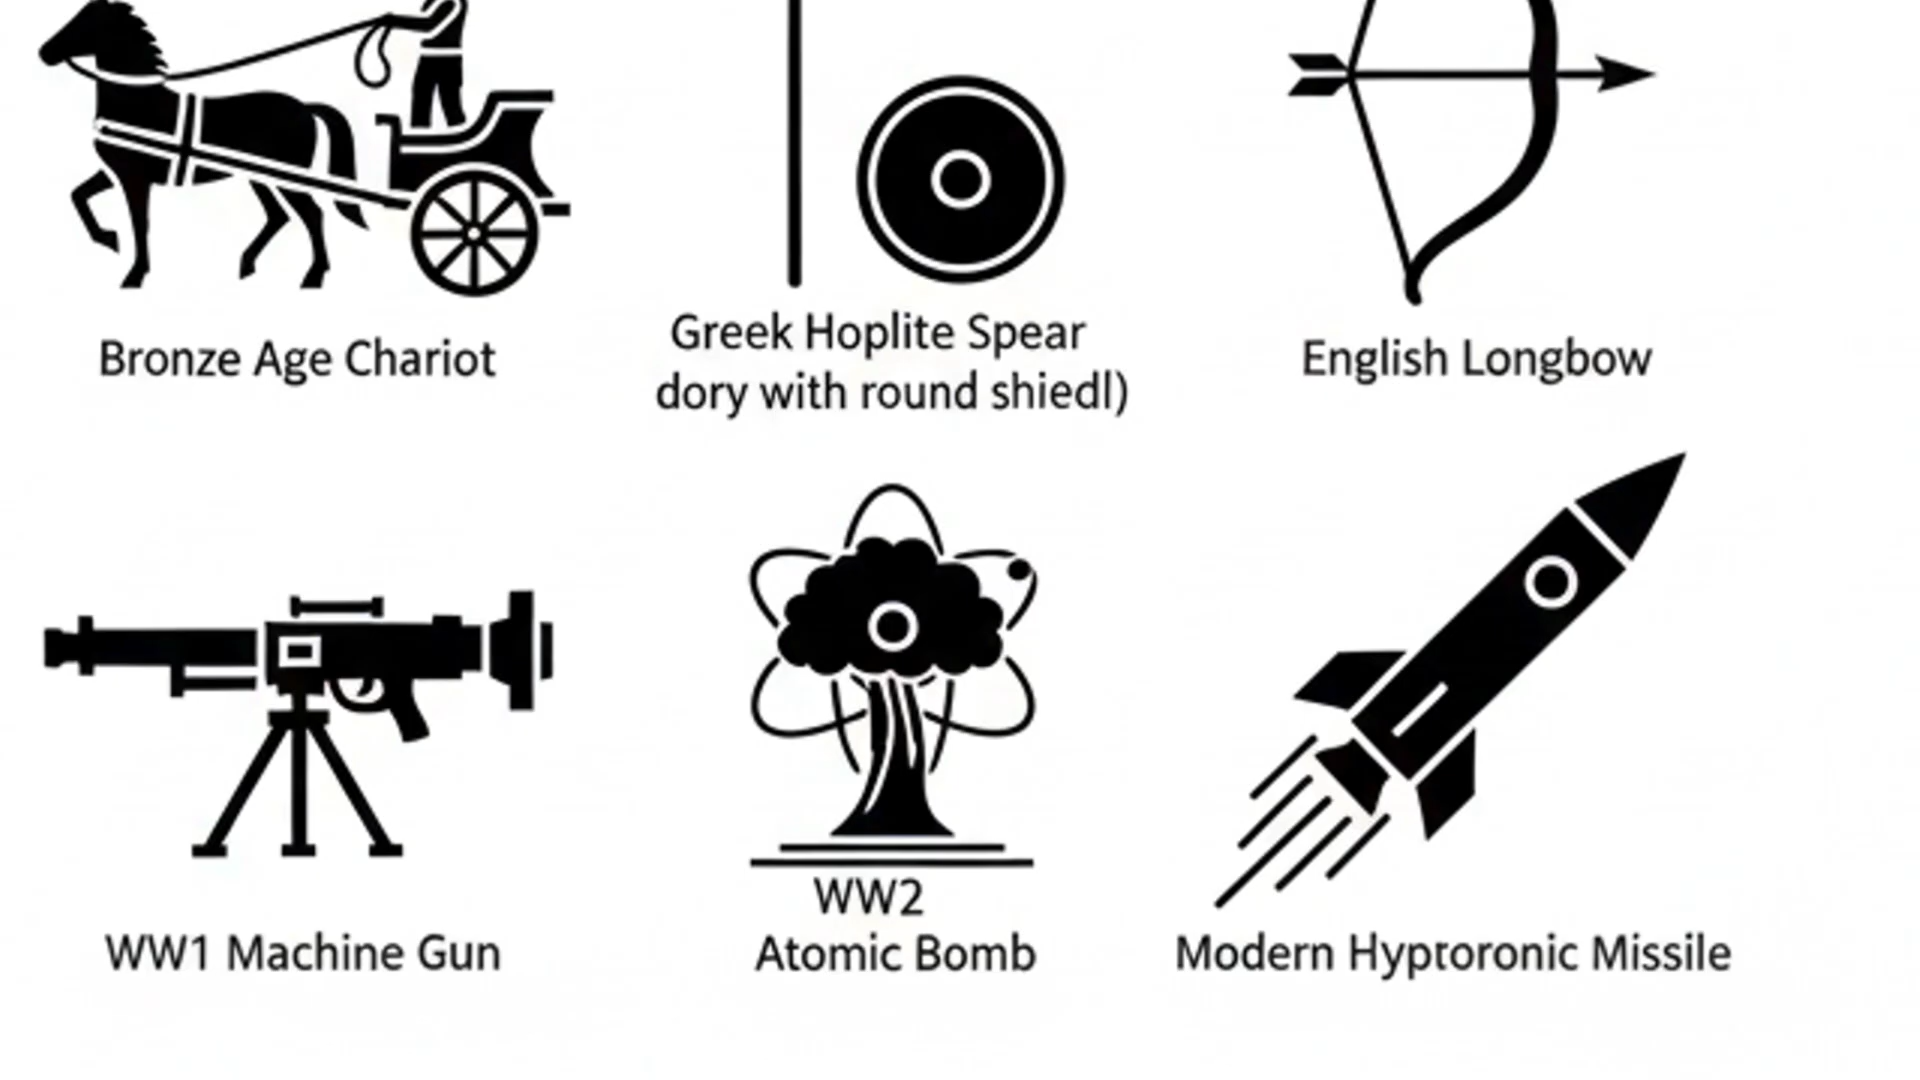 Bronze Age Chariot
Greek Hoplite Spear
dory with round shiedl)
English Longbow
WW1 Machine Gun
WW2
Atomic Bomb
Modern Hyptoronic Missile